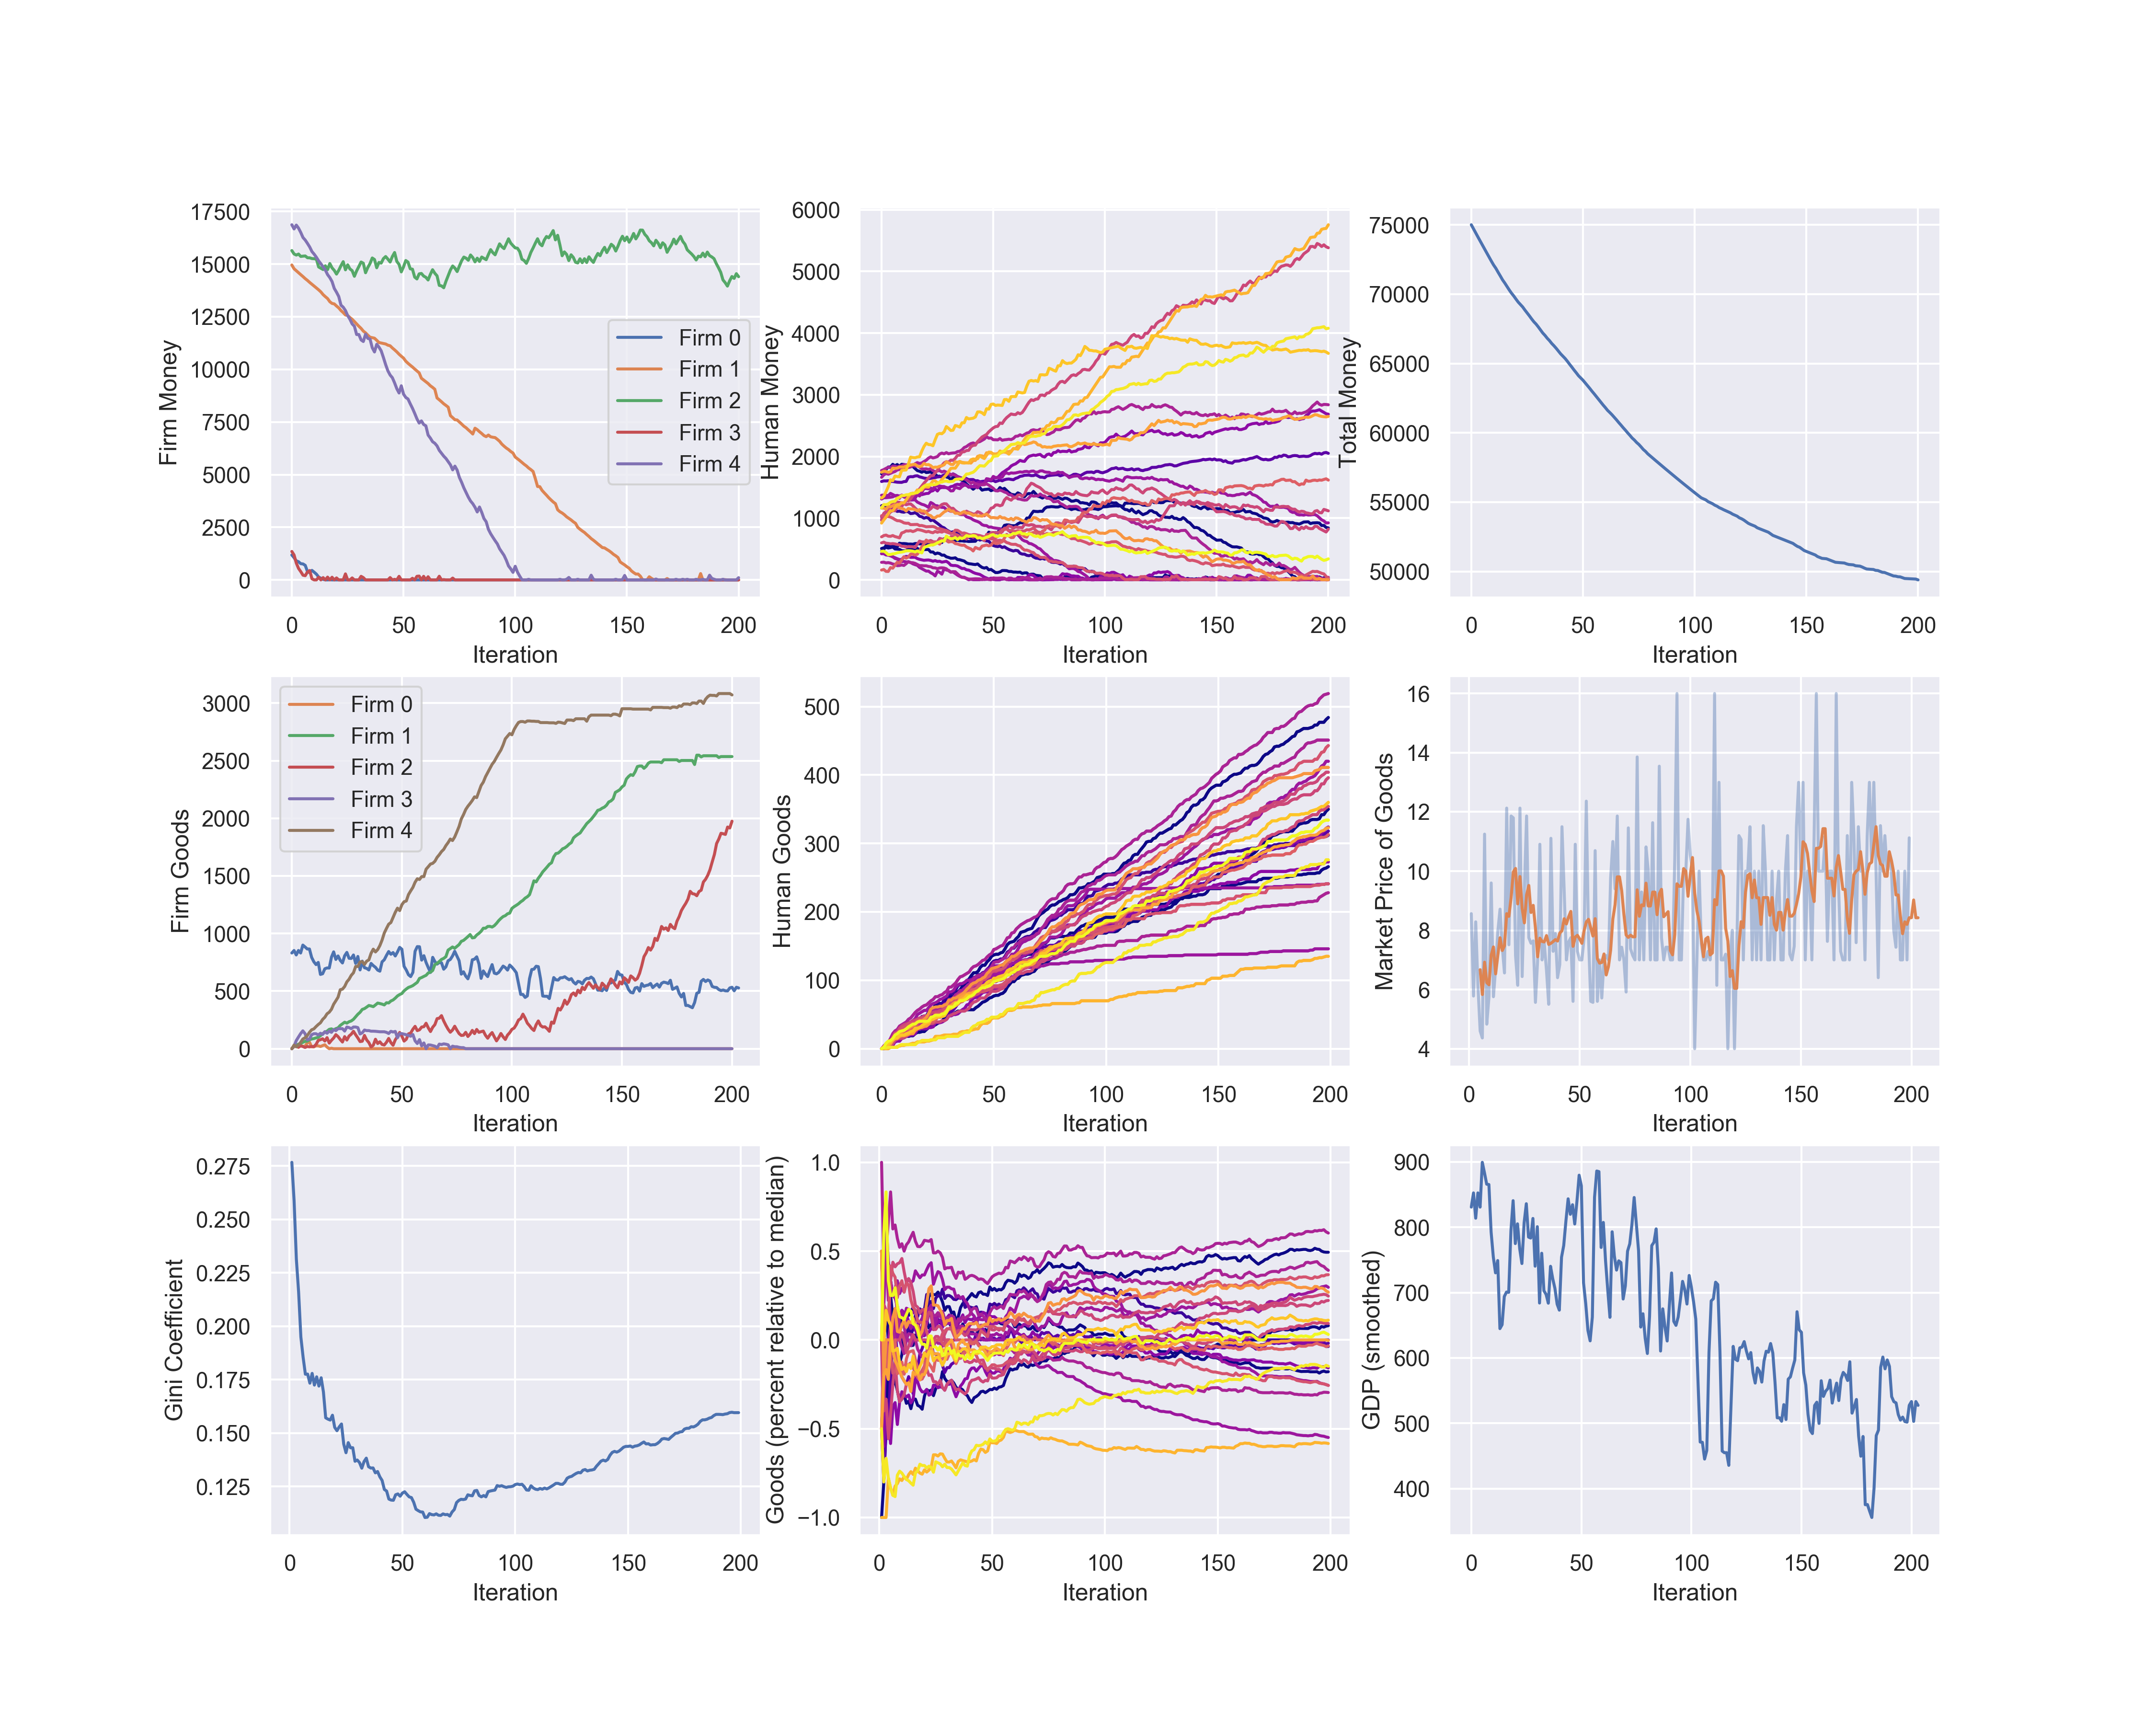 Firm Money
17500
15000
12500
10000
7500
5000
2500
0
Firm 0
Firm 1
Firm 2
Firm 3
Firm 4
0 50 100 150 200
Iteration
Human Money
6000
5000
4000
3000
2000
1000
0
0 50 100 150 200
Iteration
Total Money
75000
70000
65000
60000
55000
50000
0 50 100 150 200
Iteration
Firm Goods
3000
2500
2000
1500
1000
500
0
Firm 0
Firm 1
Firm 2
Firm 3
Firm 4
0 50 100 150 200
Iteration
Human Goods
500
400
300
200
100
0
0 50 100 150 200
Iteration
Market Price of Goods
16
14
12
10
8
6
4
0 50 100 150 200
Iteration
Gini Coefficient
0.275
0.250
0.225
0.200
0.175
0.150
0.125
0 50 100 150 200
Iteration
Goods (percent relative to median)
1.0
0.5
0.0
−0.5
−1.0
0 50 100 150 200
Iteration
GDP (smoothed)
900
800
700
600
500
400
0 50 100 150 200
Iteration